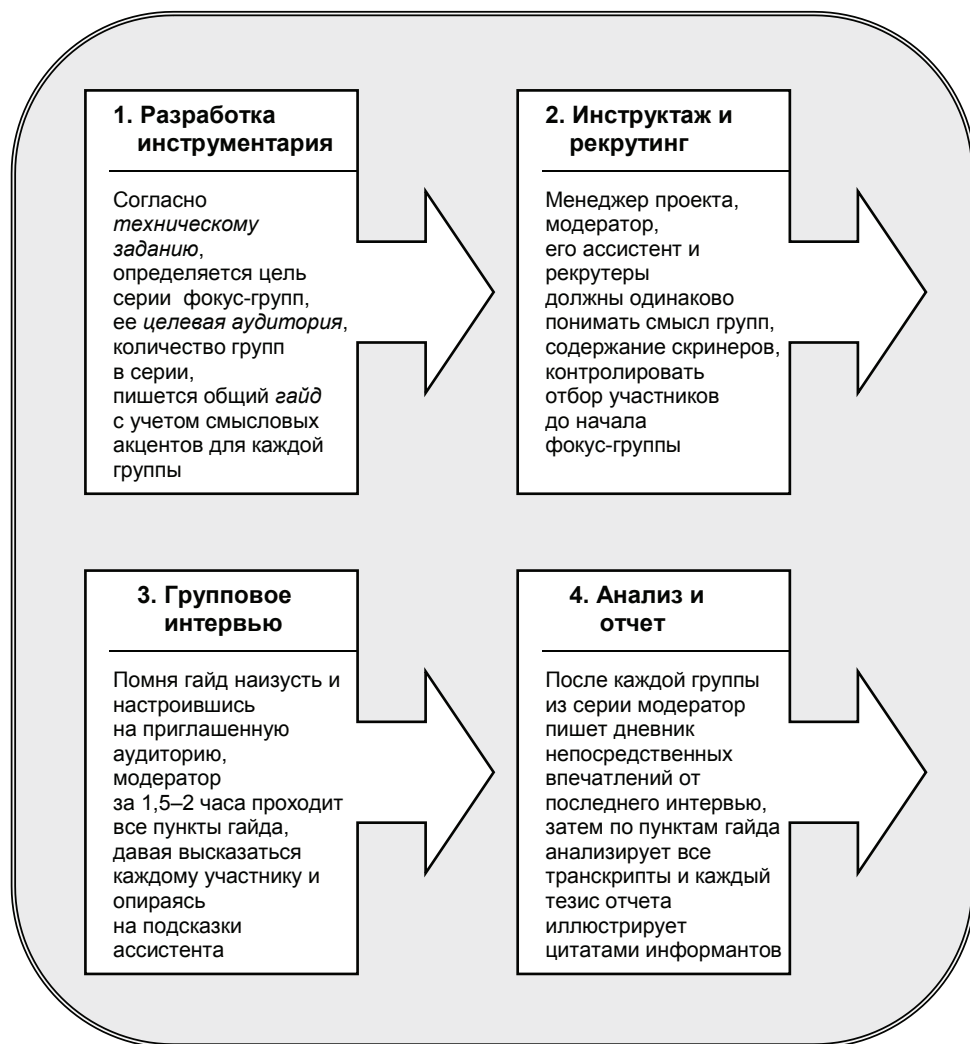 1. Разработка
инструментария
Согласно
техническому
заданию,
определяется цель
серии фокус-групп,
ее целевая аудитория,
количество групп
в серии,
пишется общий гайд
с учетом смысловых
акцентов для каждой
группы
2. Инструктаж и
рекрутинг
Менеджер проекта,
модератор,
его ассистент и
рекрутеры
должны одинаково
понимать смысл групп,
содержание скринеров,
контролировать
отбор участников
до начала
фокус-группы
3. Групповое
интервью
Помня гайд наизусть и
настроившись
на приглашенную
аудиторию,
модератор
за 1,5–2 часа проходит
все пункты гайда,
давая высказаться
каждому участнику и
опираясь
на подсказки
ассистента
4. Анализ и
отчет
После каждой группы
из серии модератор
пишет дневник
непосредственных
впечатлений от
последнего интервью,
затем по пунктам гайда
анализирует все
транскрипты и каждый
тезис отчета
иллюстрирует
цитатами информантов